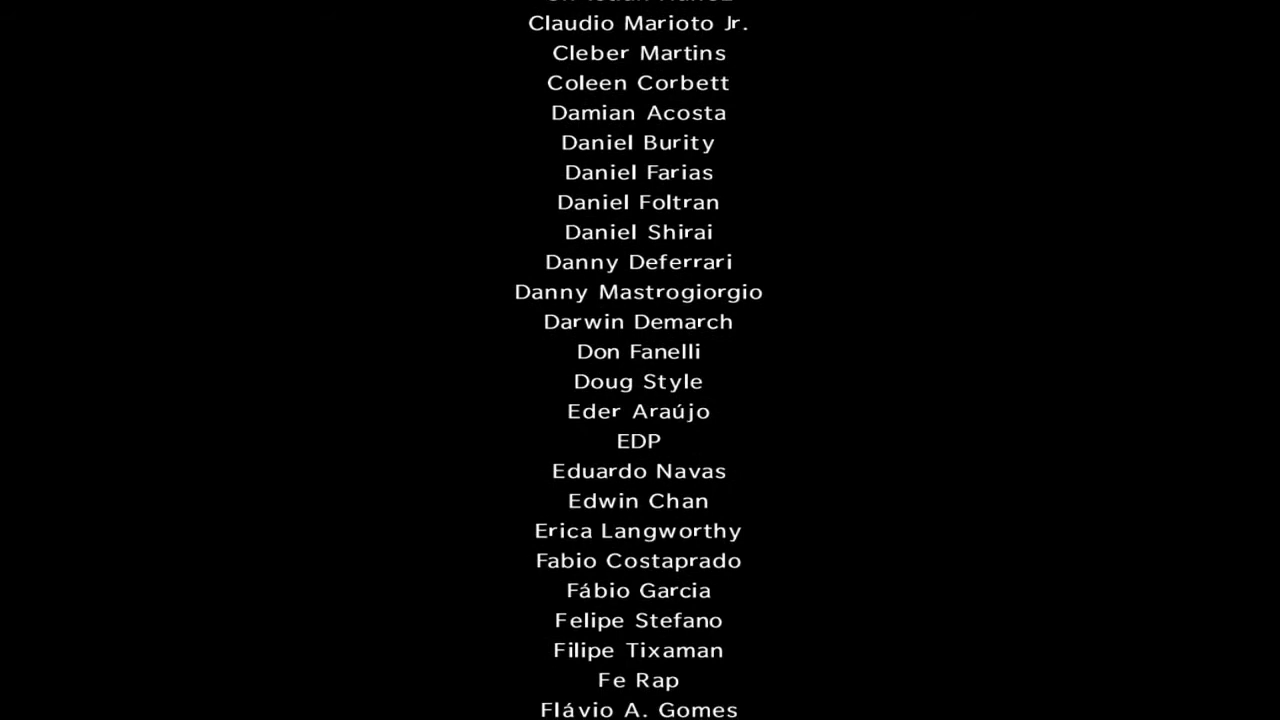 Claudio Marioto Jr.
Cleber Martins
Coleen Corbett
Damian Acosta
Daniel Burity
Daniel Farias
Daniel Foltran
Daniel Shirai
Danny Deferrari
Danny Mastrogiorgio
Darwin Demarch
Don Fanelli
Doug Style
Eder Araújo
EDP
Eduardo Navas
Edwin Chan
Erica Langworthy
Fabio Costaprado
Fábio Garcia
Felipe Stefano
Filipe Tixaman
Fe Rap
Flávio A. Gomes